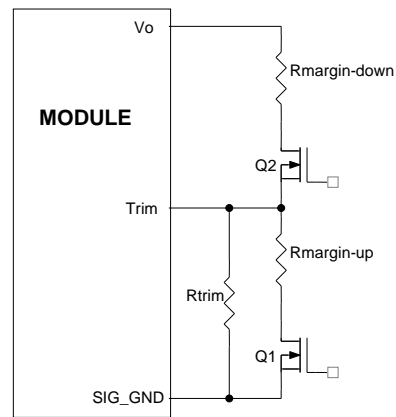 Vo
Rmargin-down
MODULE
Q2
Trim
Rmargin-up
Rtrim
Q1
SIG_GND